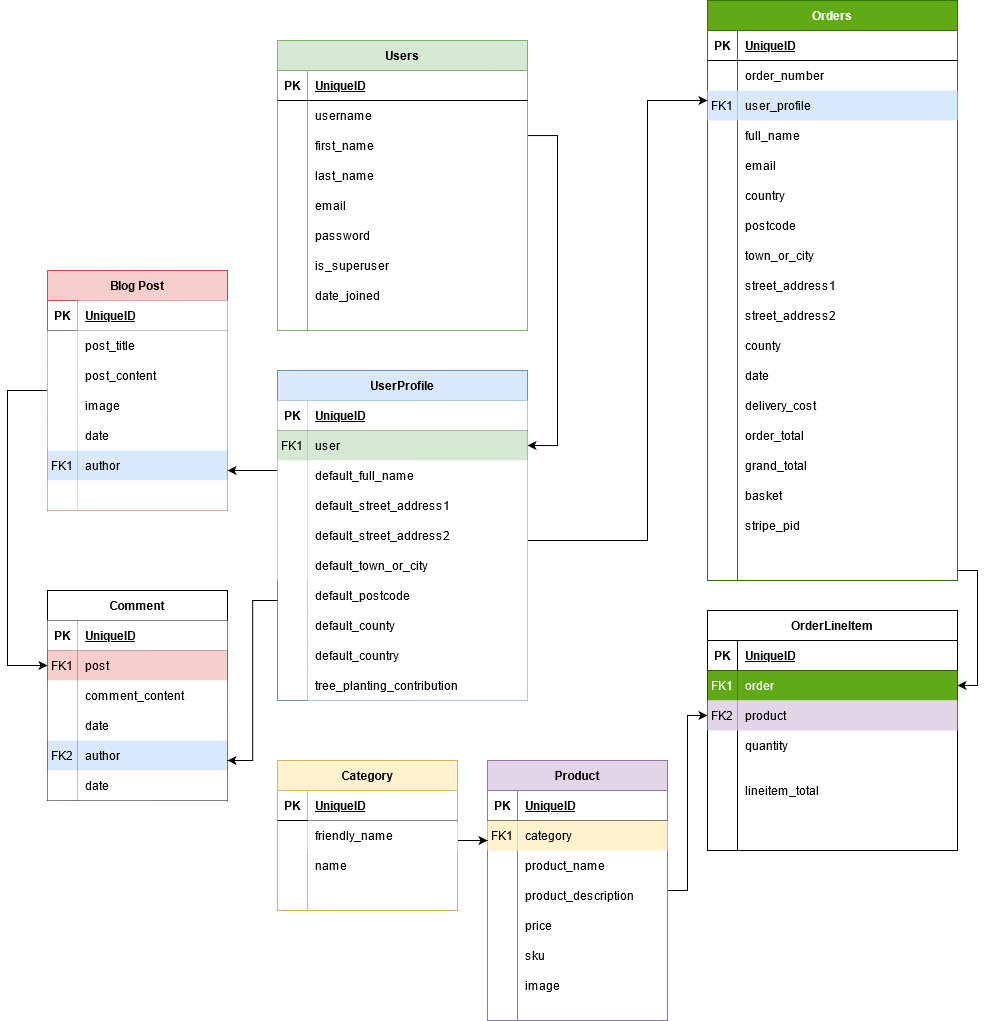 Orders
PK UniqueID
order_number
FK1 user_profile
full_name
email
country
postcode
town_or_city
street_address1
street_address2
county
date
delivery_cost
order_total
grand_total
basket
stripe_pid
Users
PK UniqueID
username
first_name
last_name
email
password
is_superuser
date_joined
Blog Post
PK UniqueID
post_title
post_content
image
date
FK1 author
UserProfile
PK UniqueID
FK1 user
default_full_name
default_street_address1
default_street_address2
default_town_or_city
default_postcode
default_county
default_country
tree_planting_contribution
Comment
PK UniqueID
FK1 post
comment_content
date
FK2 author
date
OrderLineItem
PK UniqueID
FK1 order
FK2 product
quantity
lineitem_total
Category
PK UniqueID
friendly_name
name
Product
PK UniqueID
FK1 category
product_name
product_description
price
sku
image